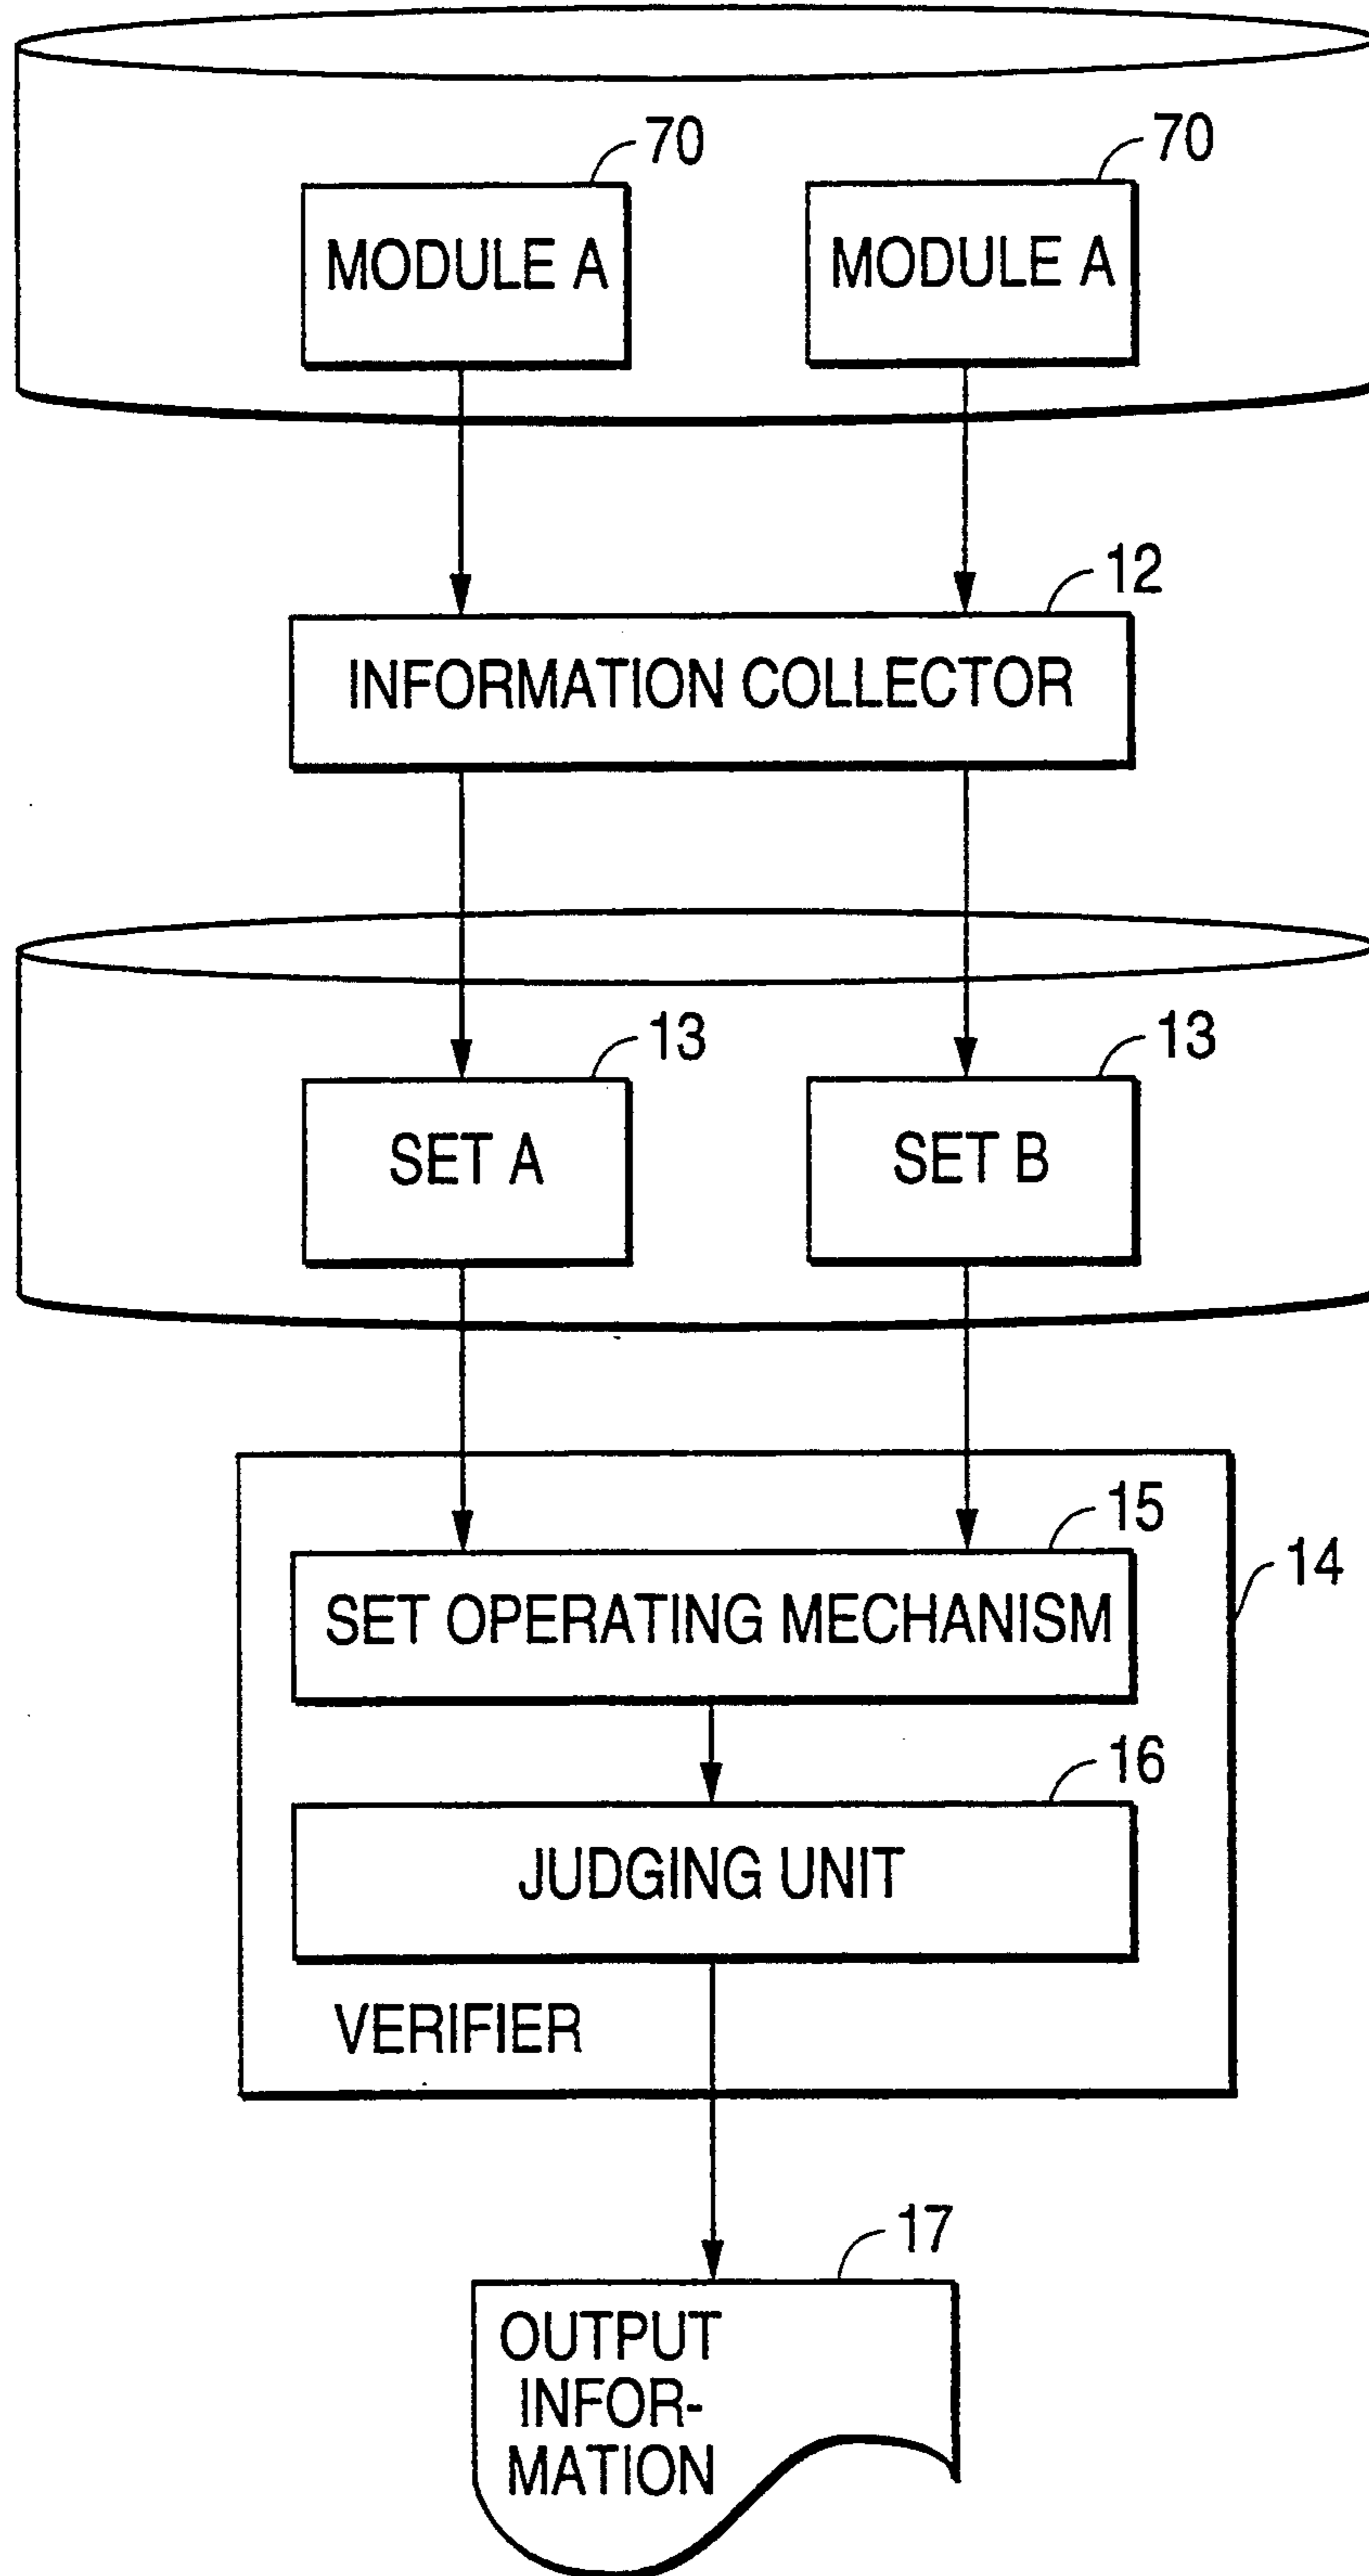 70
70
MODULE A
MODULE A
12
INFORMATION COLLECTOR
13
13
SET A
SET B
15
14
SET OPERATING MECHANISM
16
JUDGING UNIT
VERIFIER
17
OUTPUT
INFOR-
MATION